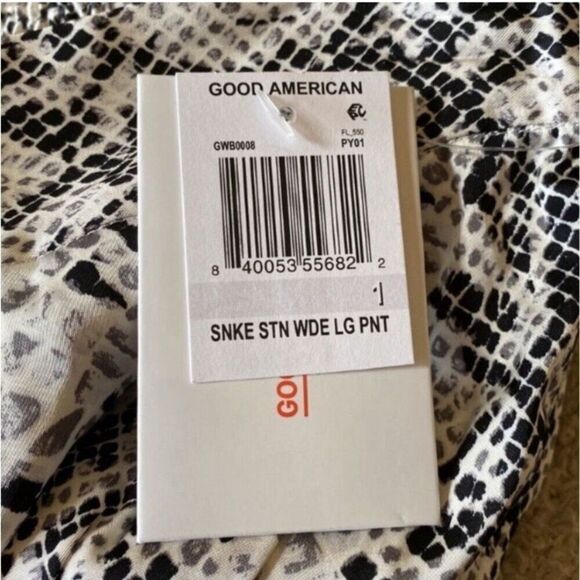 GOOD AMERICAN
FL_550
GWB0008 PY01
8 40053 55682 2
1
SNKE STN WDE LG PNT
GOO